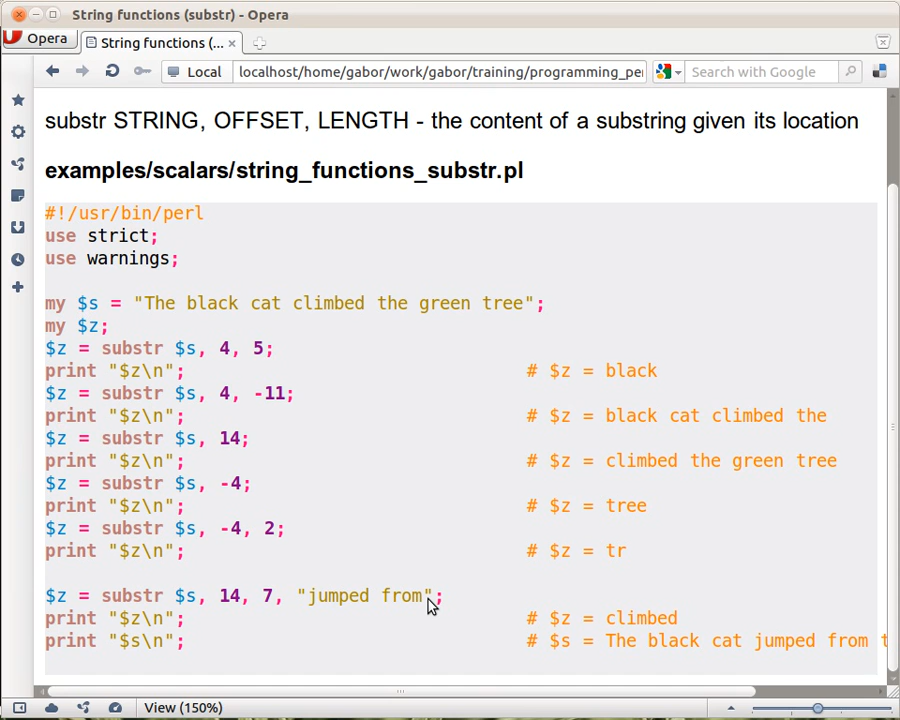 String functions (substr) - Opera
Opera
String functions (...
Local
localhost/home/gabor/work/gabor/training/programming_per
Search with Google
substr STRING, OFFSET, LENGTH - the content of a substring given its location
examples/scalars/string_functions_substr.pl
#!/usr/bin/perl
use strict;
use warnings;
my $s = "The black cat climbed the green tree";
my $z;
$z = substr $s, 4, 5;
print "$z\n"; # $z = black
$z = substr $s, 4, -11;
print "$z\n"; # $z = black cat climbed the
$z = substr $s, 14;
print "$z\n"; # $z = climbed the green tree
$z = substr $s, -4;
print "$z\n"; # $z = tree
$z = substr $s, -4, 2;
print "$z\n"; # $z = tr
$z = substr $s, 14, 7, "jumped from";
print "$z\n"; # $z = climbed
print "$s\n"; # $s = The black cat jumped from t
View (150%)